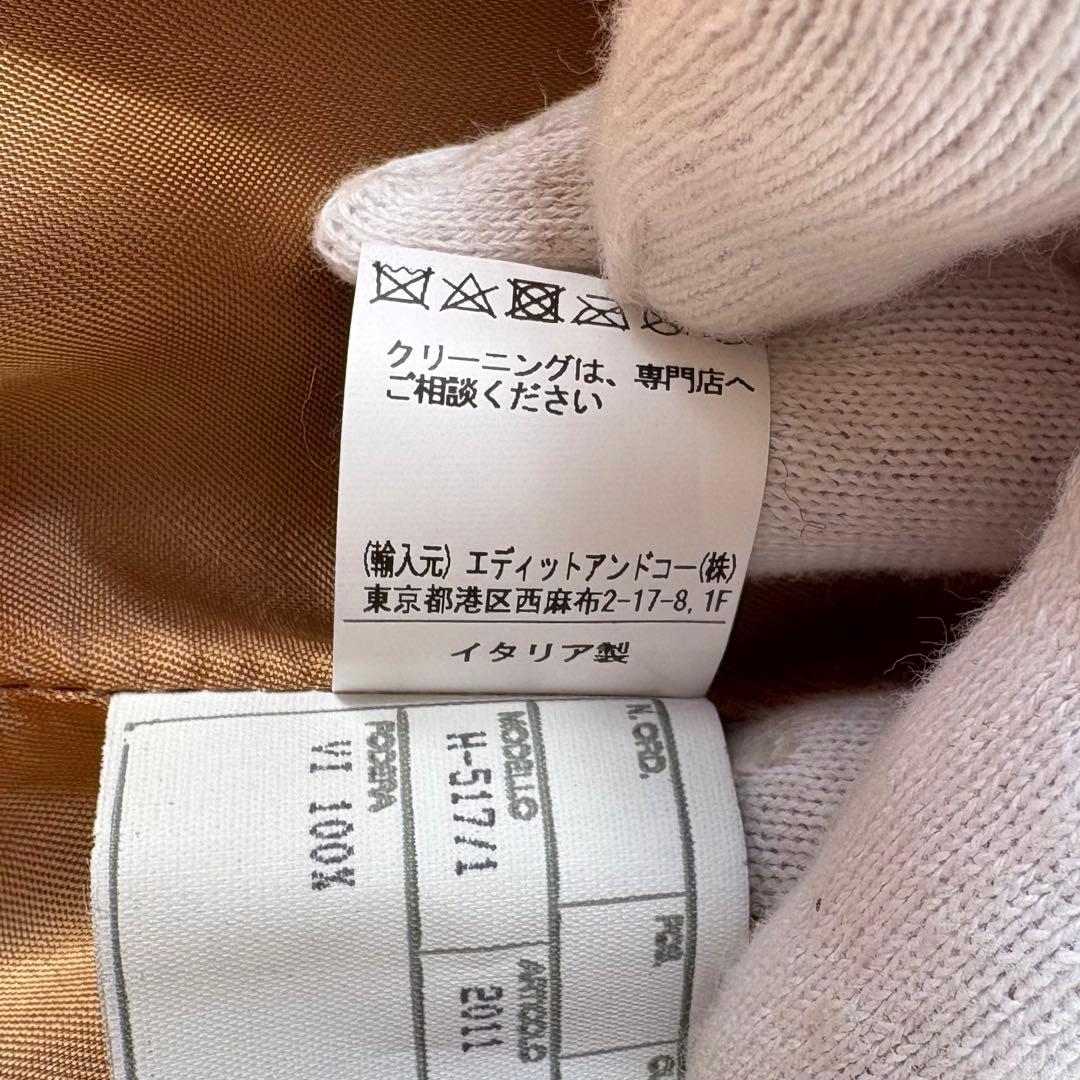 クリーニングは、専門店へ
ご相談ください
(輸入元) エディットアンドコー(株)
東京都港区西麻布2-17-8, 1F
イタリア製
N. ORD.
MODELLO
H-517/1
ARTICOLO
2011
FODERA
VI 100%